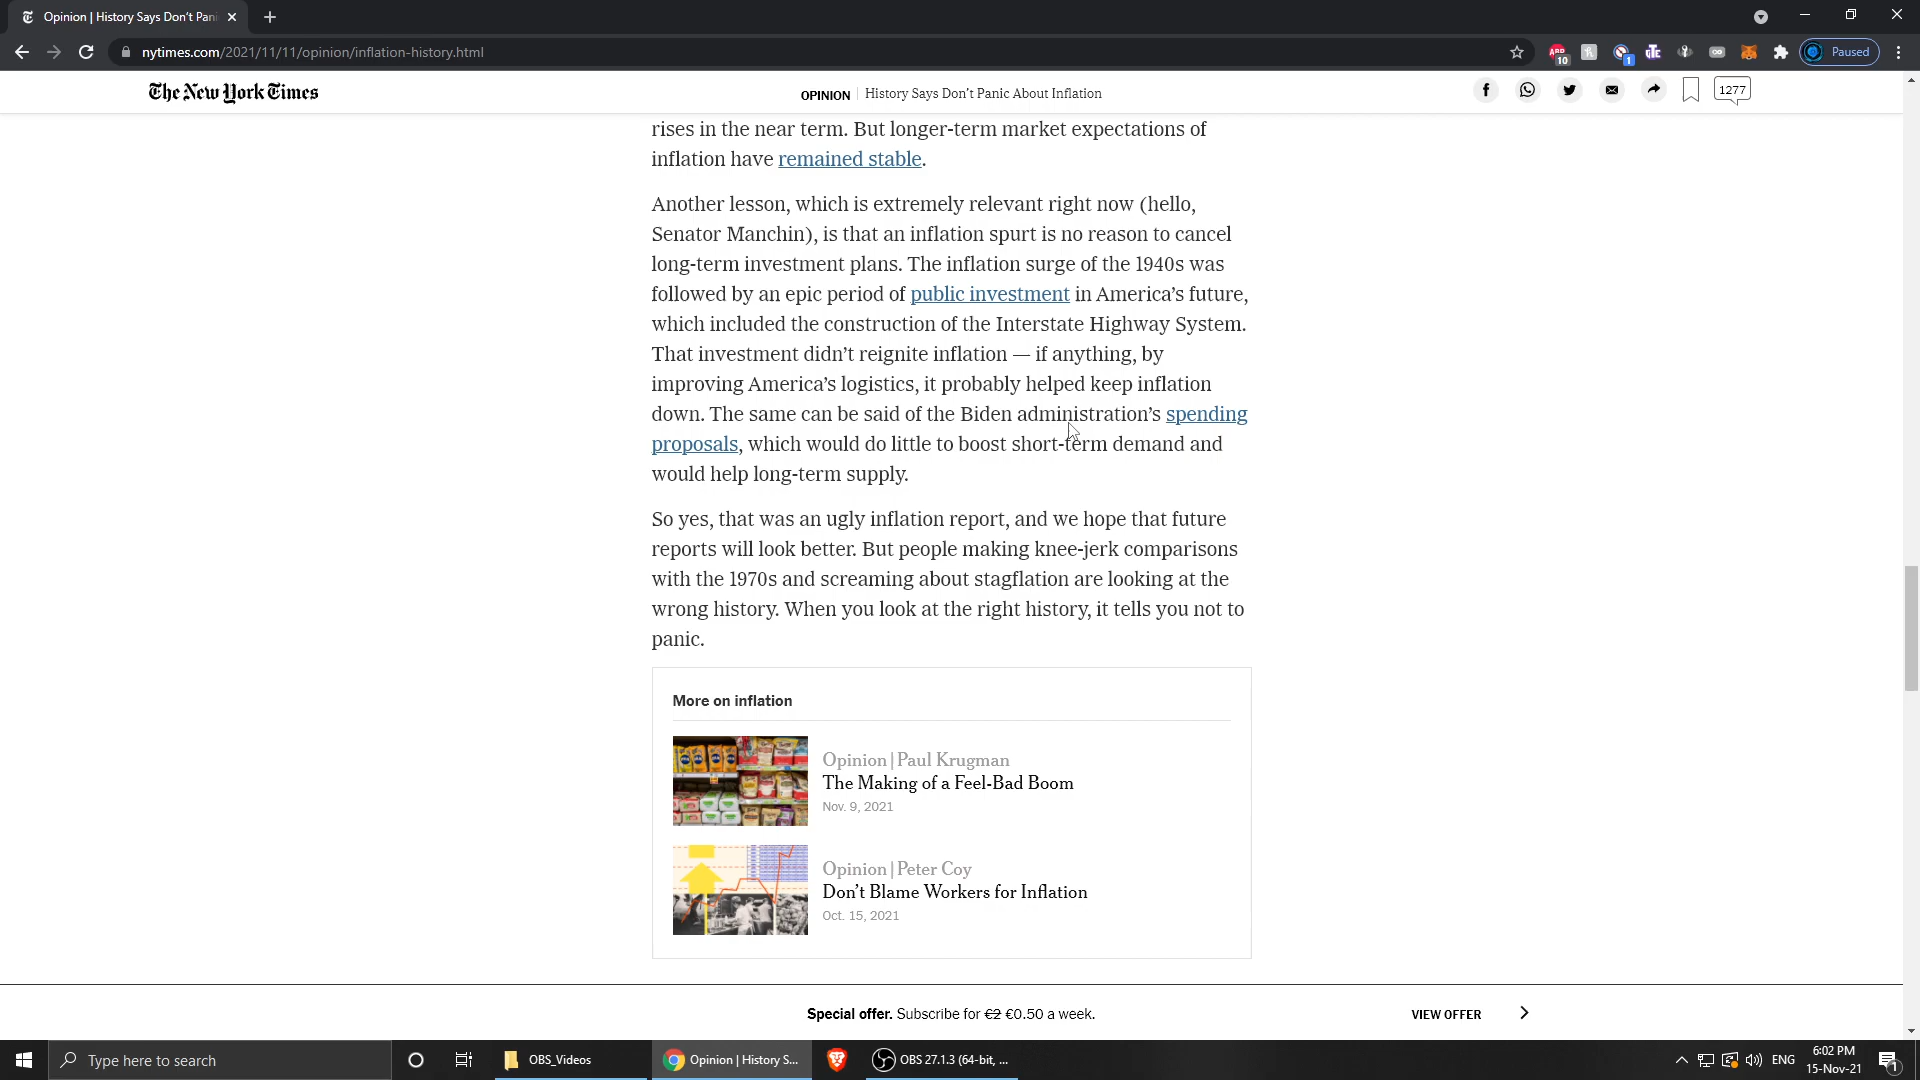 Opinion | History Says Don't Pani
nytimes.com/2021/11/11/opinion/inflation-history.html
10
1
Paused
The New York Times
OPINION
History Says Don't Panic About Inflation
1277
rises in the near term. But longer-term market expectations of
inflation have remained stable.
Another lesson, which is extremely relevant right now (hello,
Senator Manchin), is that an inflation spurt is no reason to cancel
long-term investment plans. The inflation surge of the 1940s was
followed by an epic period of public investment in America's future,
which included the construction of the Interstate Highway System.
That investment didn't reignite inflation — if anything, by
improving America's logistics, it probably helped keep inflation
down. The same can be said of the Biden administration's spending
proposals, which would do little to boost short-term demand and
would help long-term supply.
So yes, that was an ugly inflation report, and we hope that future
reports will look better. But people making knee-jerk comparisons
with the 1970s and screaming about stagflation are looking at the
wrong history. When you look at the right history, it tells you not to
panic.
More on inflation
Opinion | Paul Krugman
The Making of a Feel-Bad Boom
Nov. 9, 2021
Opinion | Peter Coy
Don't Blame Workers for Inflation
Oct. 15, 2021
Special offer. Subscribe for €2 €0.50 a week.
VIEW OFFER
Type here to search
OBS_Videos
Opinion | History S...
OBS 27.1.3 (64-bit, ...
ENG
6:02 PM
15-Nov-21
1